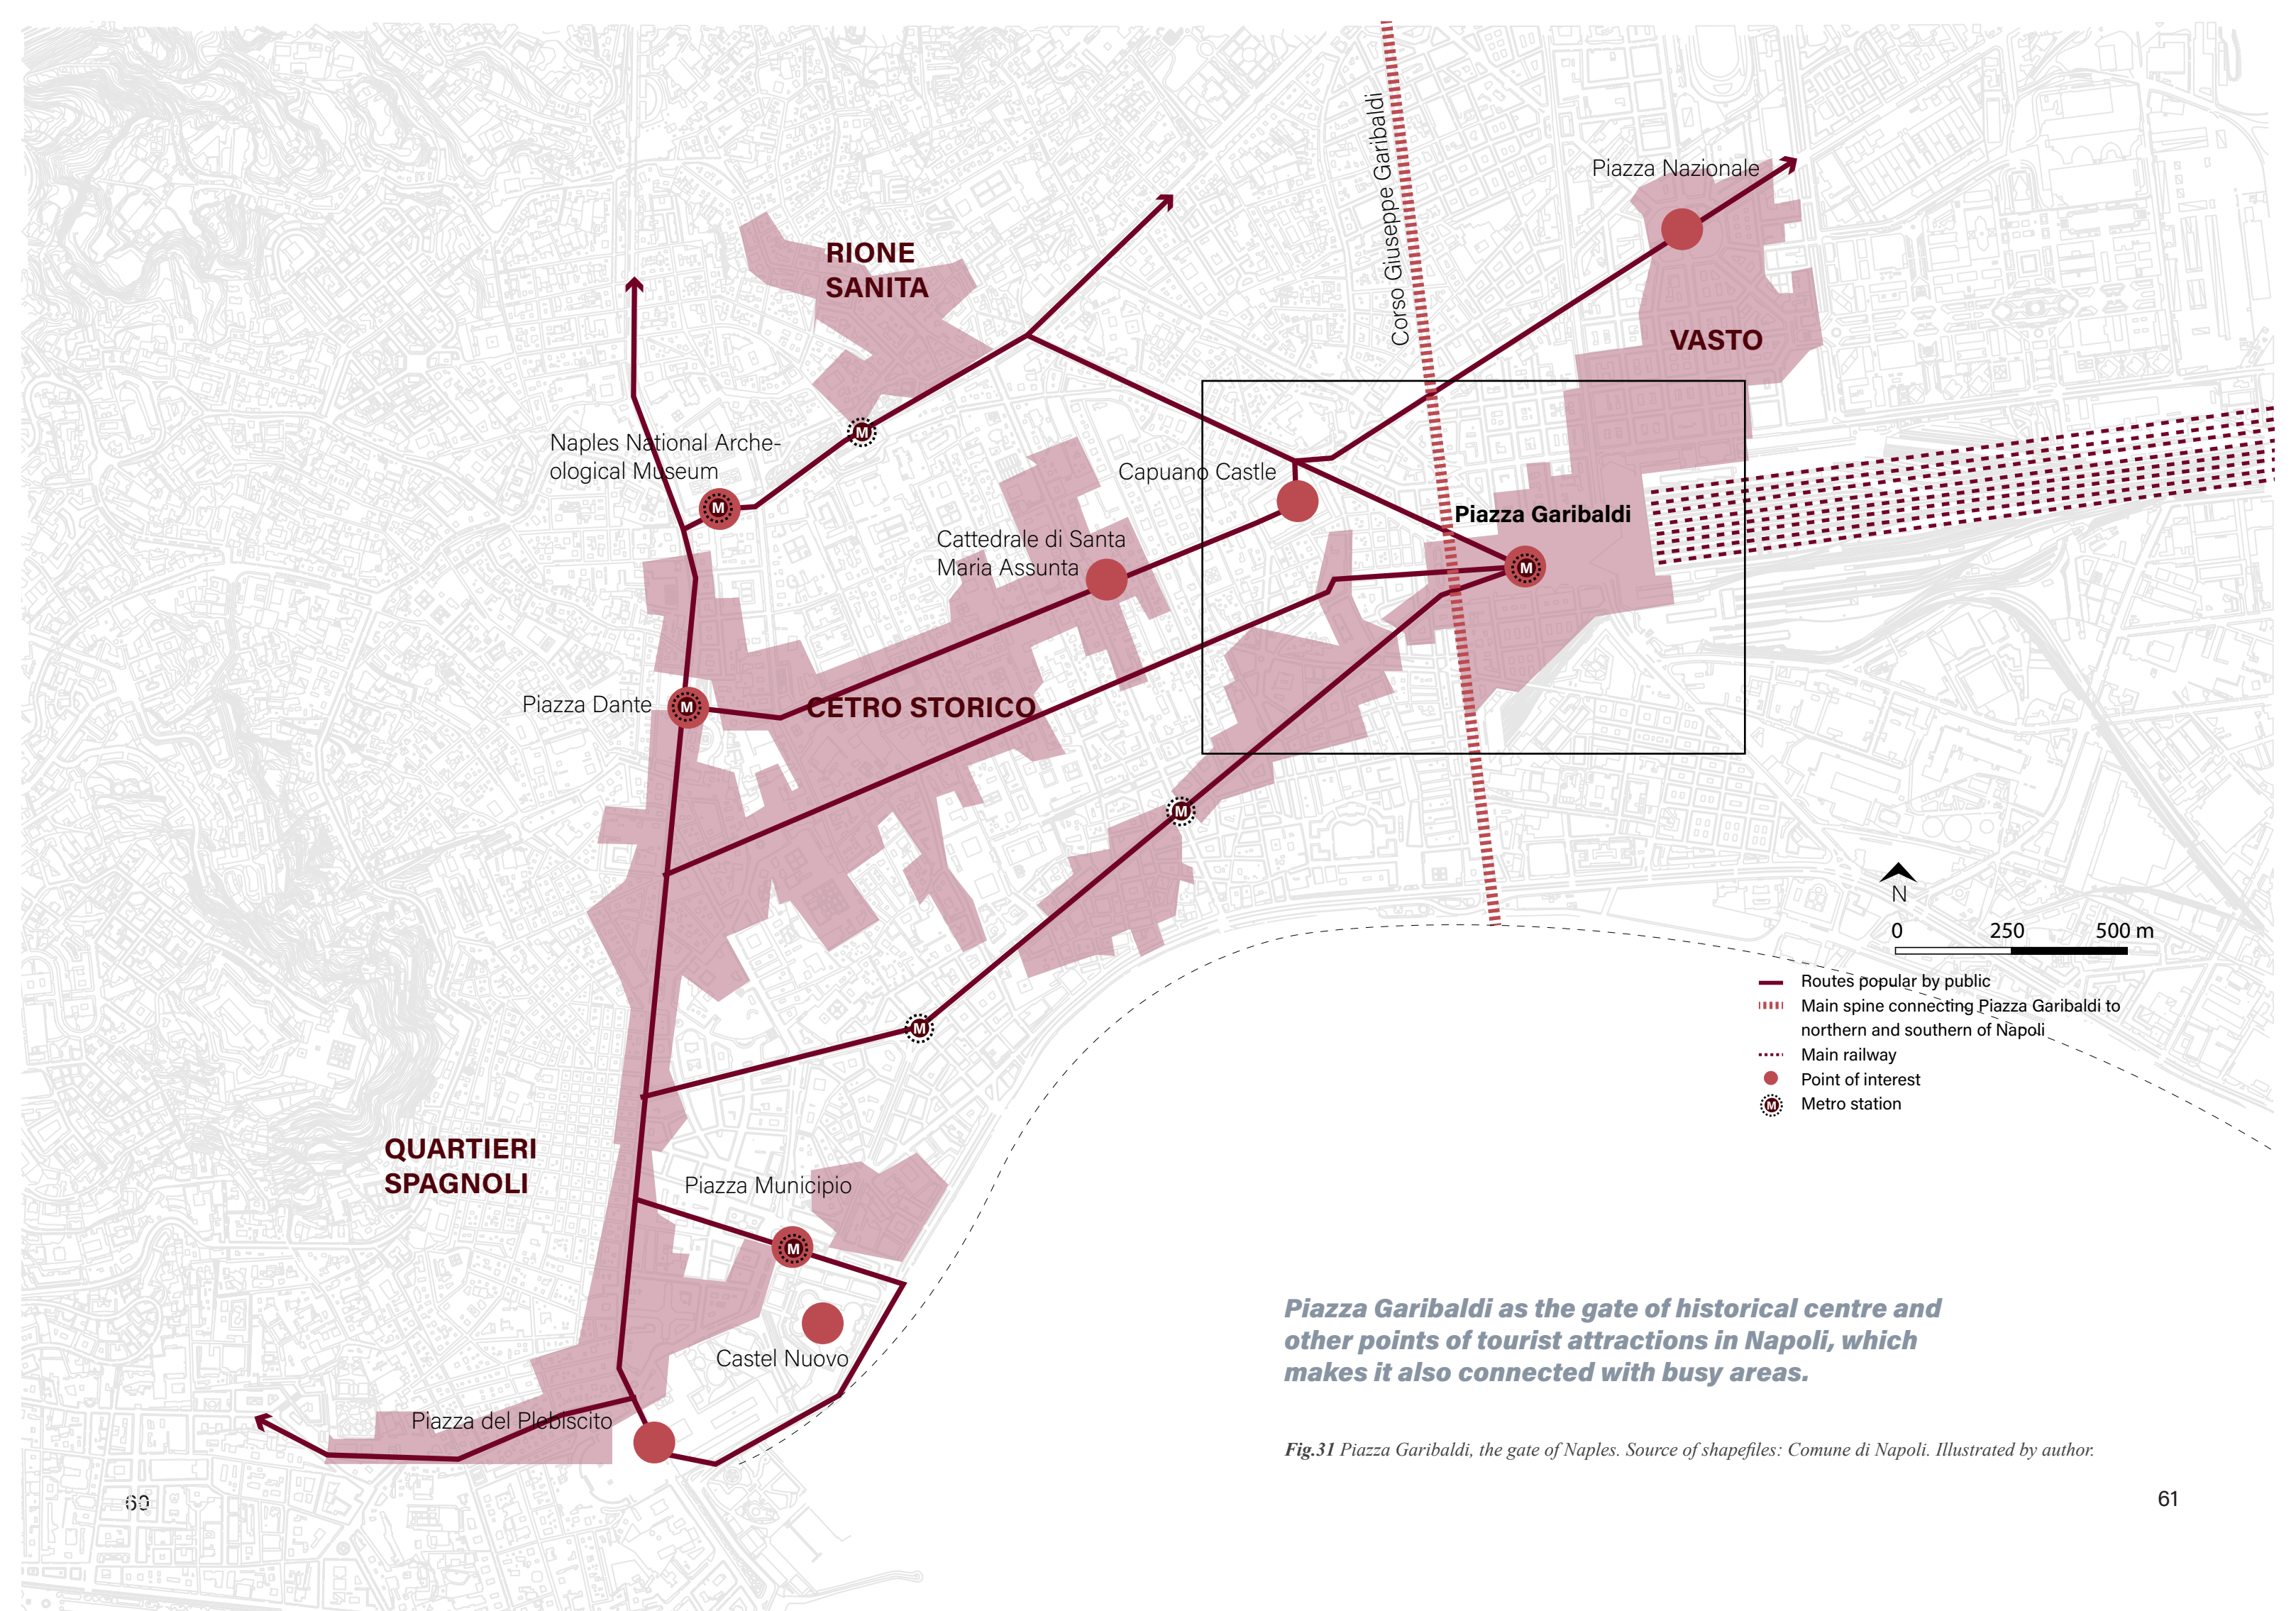 Corso Giuseppe Garibaldi
Piazza Nazionale
RIONE
SANITA
VASTO
M
Naples National Arche-
ological Museum
M
Capuano Castle
Piazza Garibaldi
Cattedrale di Santa
Maria Assunta
M
Piazza Dante
M
CETRO STORICO
M
N
0 250 500 m
Routes popular by public
Main spine connecting Piazza Garibaldi to
northern and southern of Napoli
Main railway
Point of interest
M
Metro station
M
QUARTIERI
SPAGNOLI
Piazza Municipio
M
Castel Nuovo
Piazza del Plebiscito
Piazza Garibaldi as the gate of historical centre and
other points of tourist attractions in Napoli, which
makes it also connected with busy areas.
Fig.31 Piazza Garibaldi, the gate of Naples. Source of shapefiles: Comune di Napoli. Illustrated by author.
60
61